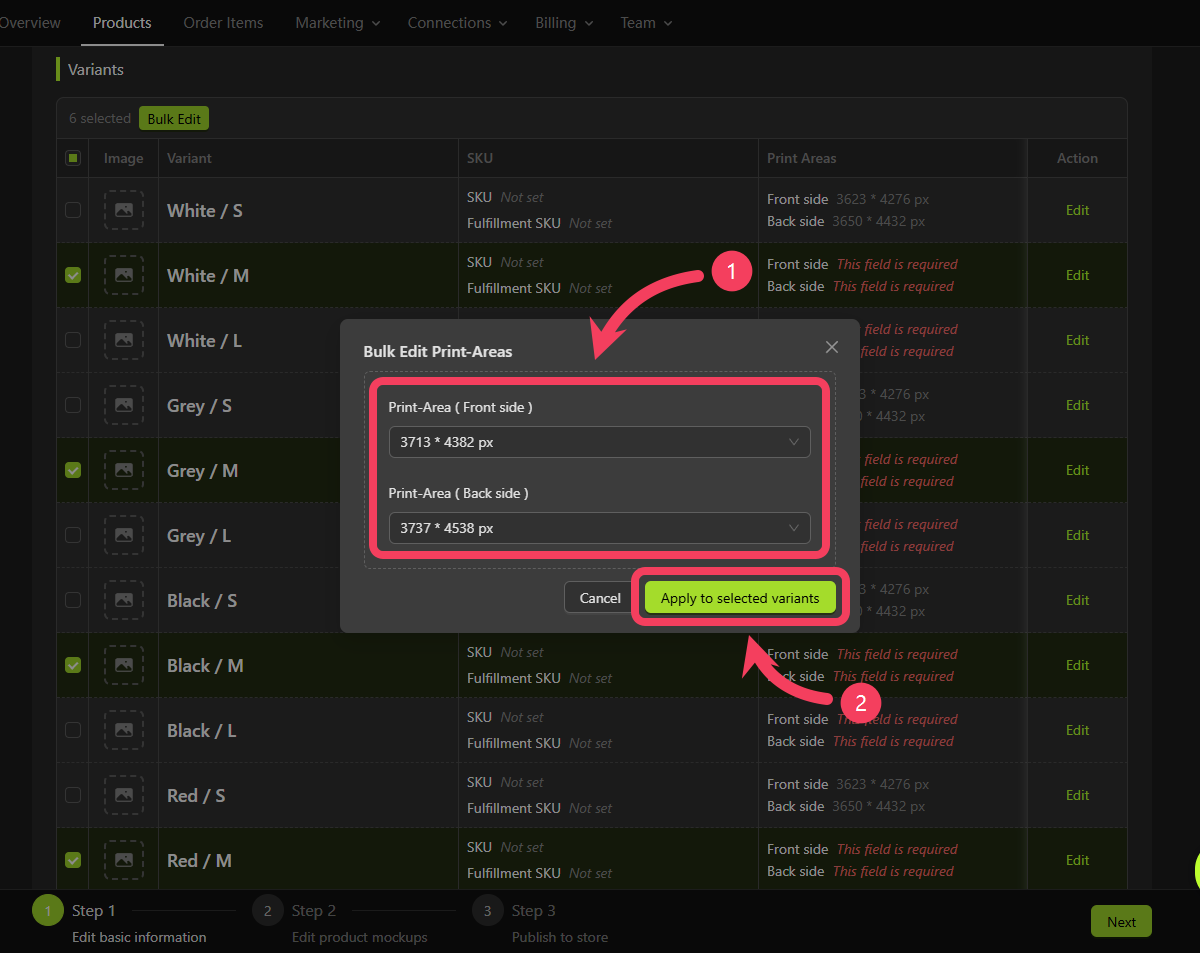 Overview Products Order Items Marketing Connections Billing Team
Variants
6 selected Bulk Edit
Image Variant SKU Print Areas Action
White / S SKU Not set Front side 3623 * 4276 px Edit
Fulfillment SKU Not set Back side 3650 * 4432 px
White / M SKU Not set Front side This field is required Edit
Fulfillment SKU Not set Back side This field is required
1
White / L field is required Edit
field is required
Grey / S 3 * 4276 px Edit
* 4432 px
Grey / M field is required Edit
field is required
Grey / L field is required Edit
field is required
Black / S 3 * 4276 px Edit
* 4432 px
Bulk Edit Print-Areas
Print-Area ( Front side )
3713 * 4382 px
Print-Area ( Back side )
3737 * 4538 px
Cancel Apply to selected variants
Black / M SKU Not set Front side This field is required Edit
Fulfillment SKU Not set Back side This field is required
2
Black / L SKU Not set Front side This field is required Edit
Fulfillment SKU Not set Back side This field is required
Red / S SKU Not set Front side 3623 * 4276 px Edit
Fulfillment SKU Not set Back side 3650 * 4432 px
Red / M SKU Not set Front side This field is required Edit
Fulfillment SKU Not set Back side This field is required
1 Step 1 2 Step 2 3 Step 3
Edit basic information Edit product mockups Publish to store
Next